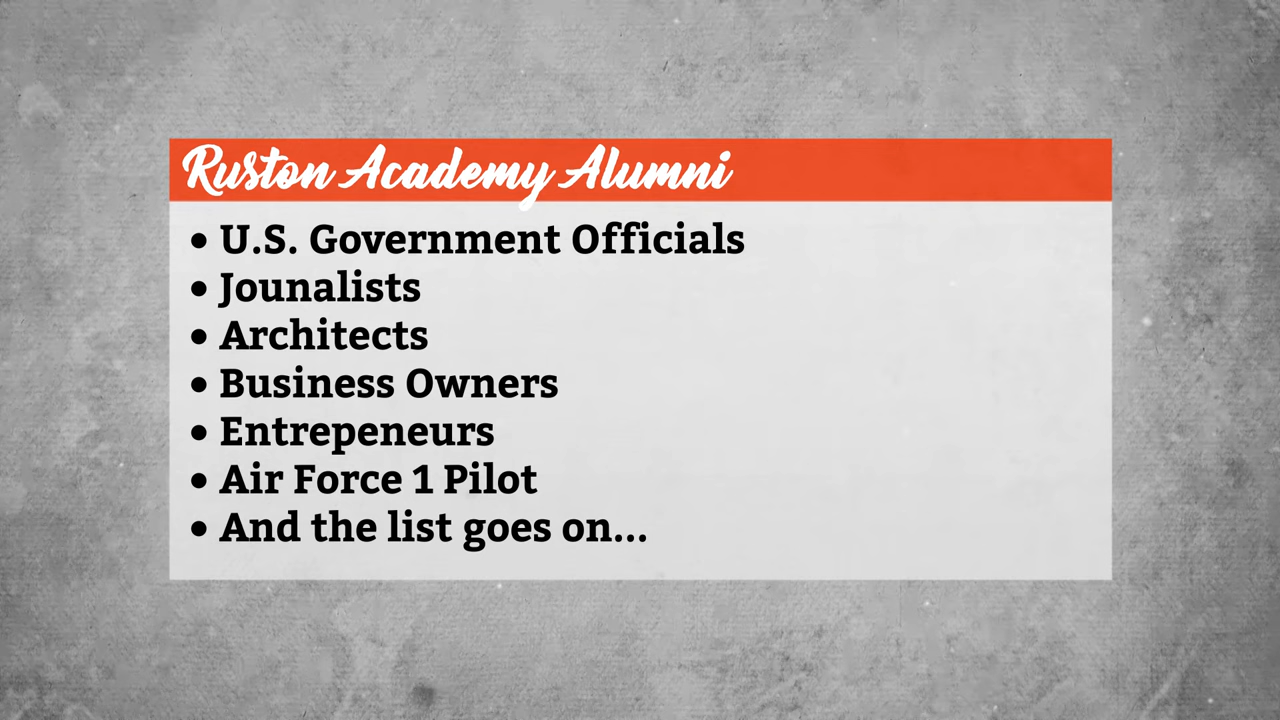 Ruston Academy Alumni
• U.S. Government Officials
• Jounalists
• Architects
• Business Owners
• Entrepeneurs
• Air Force 1 Pilot
• And the list goes on...